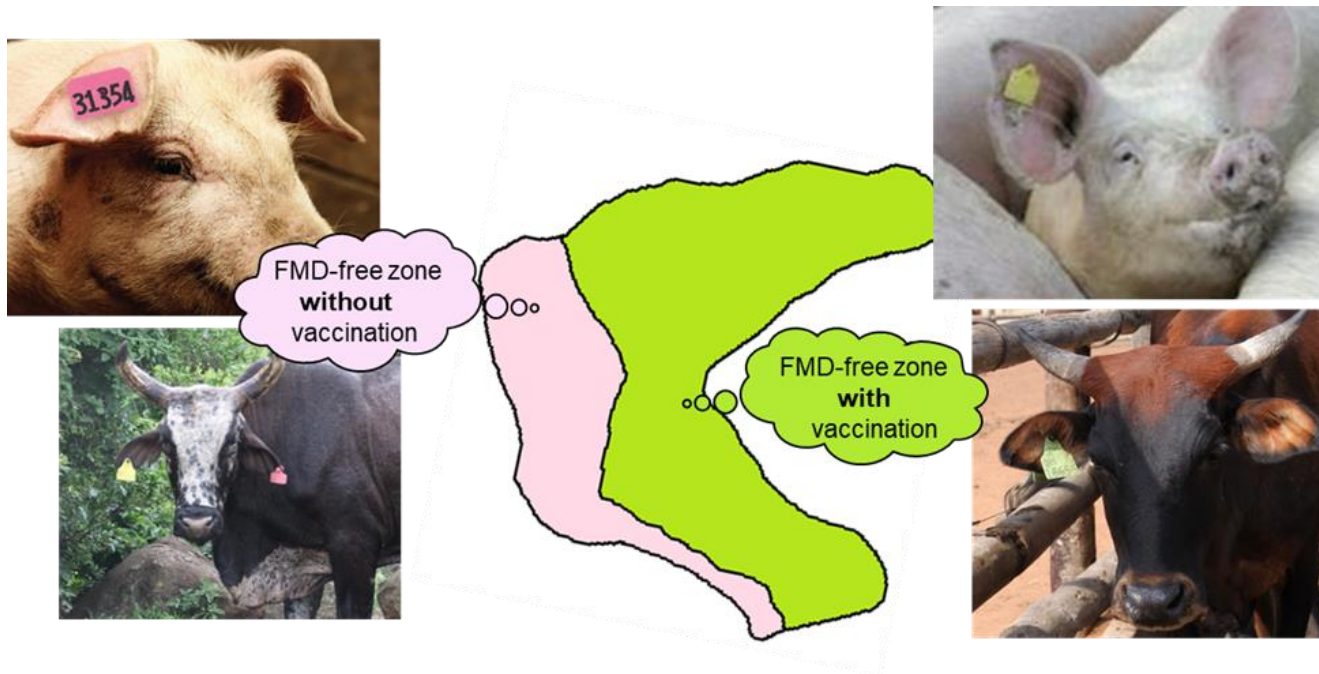 31354
FMD-free zone
without
vaccination
FMD-free zone
with
vaccination